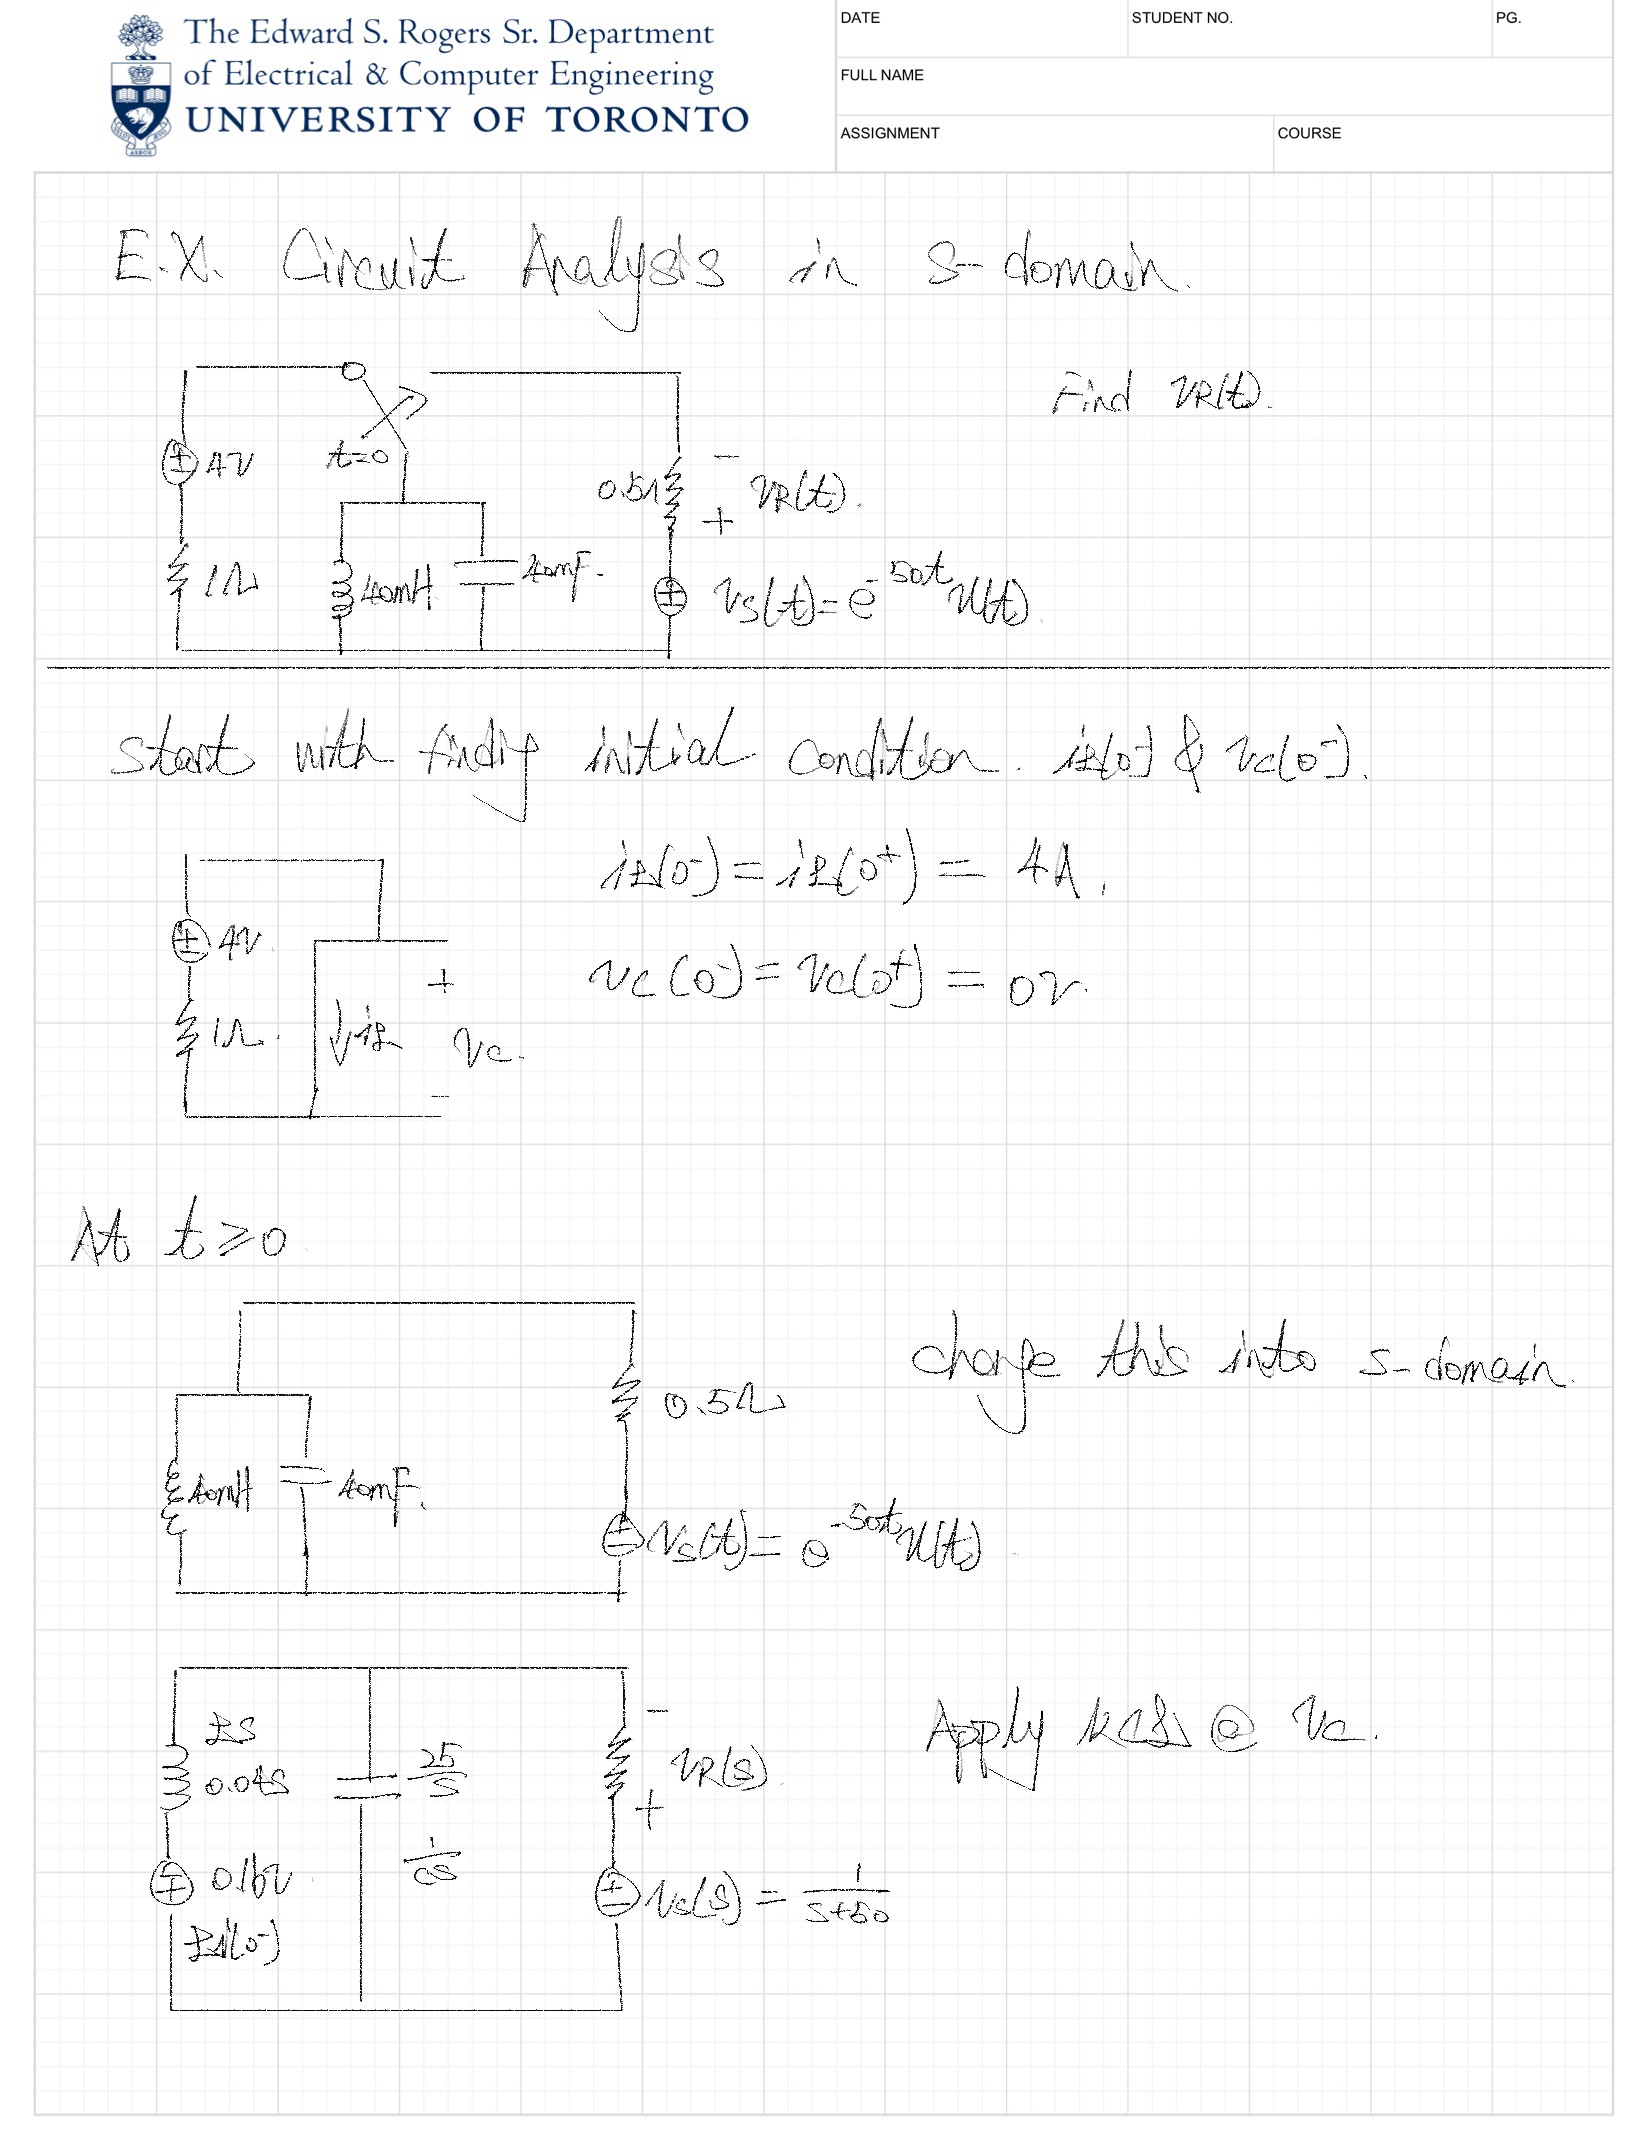 The Edward S. Rogers Sr. Department
of Electrical & Computer Engineering
UNIVERSITY OF TORONTO
DATE
STUDENT NO.
PG.
FULL NAME
ASSIGNMENT
COURSE
E.X. Circuit Analysis in s-domain.
Find VR(t).
4V
t=0
0.5Ω
-
VR(t).
+
1Ω
40mH
40mF.
Vs(t)=e^-50t u(t)
Start with findig initial condition. iL(0-) & Vc(0-).
iL(0-)=iL(0+) = 4A.
Vc(0-)=Vc(0+) = 0V.
4V.
1Ω.
iL
+
Vc.
-
At t≥0
0.5Ω
Change this into s-domain.
40mH
40mF.
Vs(t)= e^-50t u(t)
LS
0.04S
25/S
1/CS
-
VR(s)
+
Apply KCL @ Vc.
0.16V
Li(0-)
Vs(s) = 1/S+50